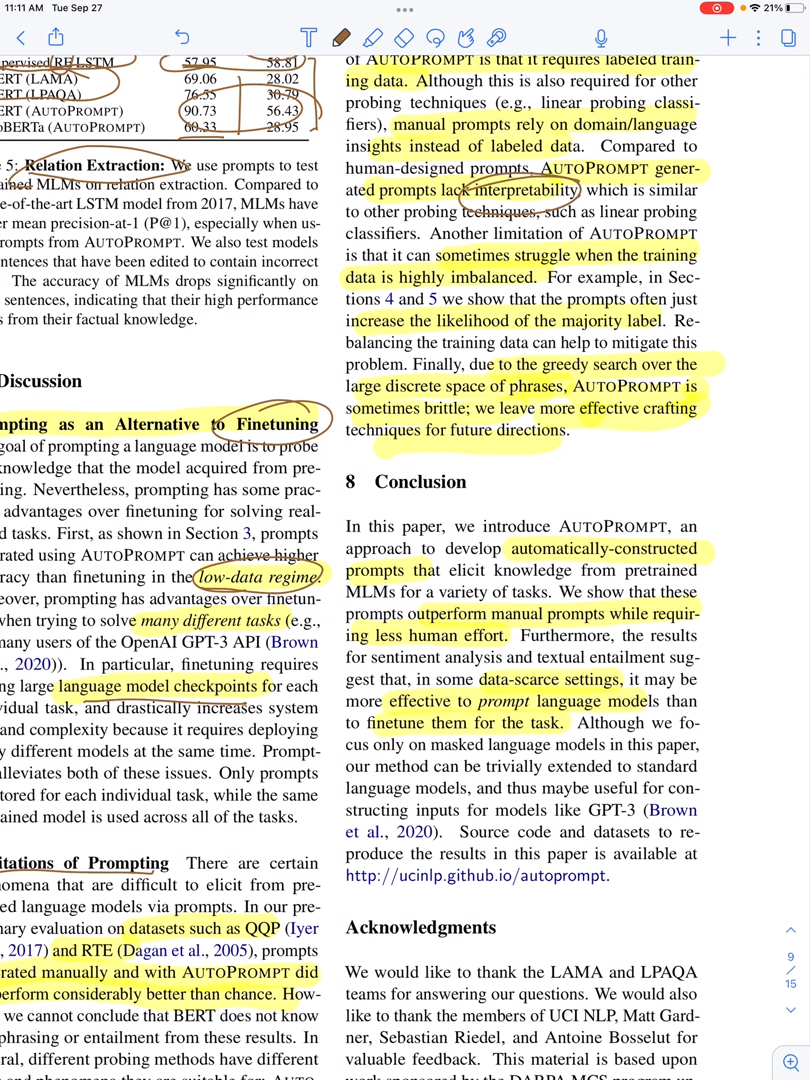 11:11 AM Tue Sep 27
21%
pervised RE LSTM 57.95 58.81
ERT (LAMA) 69.06 28.02
ERT (LPAQA) 76.55 30.79
ERT (AUTOPROMPT) 90.73 56.43
oBERTa (AUTOPROMPT) 60.33 28.95
e 5: Relation Extraction: We use prompts to test
ained MLMs on relation extraction. Compared to
e-of-the-art LSTM model from 2017, MLMs have
er mean precision-at-1 (P@1), especially when us-
rompts from AUTOPROMPT. We also test models
ntences that have been edited to contain incorrect
The accuracy of MLMs drops significantly on
sentences, indicating that their high performance
s from their factual knowledge.
Discussion
mpting as an Alternative to Finetuning
goal of prompting a language model is to probe
knowledge that the model acquired from pre-
ing. Nevertheless, prompting has some prac-
advantages over finetuning for solving real-
d tasks. First, as shown in Section 3, prompts
rated using AUTOPROMPT can achieve higher
racy than finetuning in the low-data regime.
eover, prompting has advantages over finetun-
when trying to solve many different tasks (e.g.,
many users of the OpenAI GPT-3 API (Brown
., 2020)). In particular, finetuning requires
ng large language model checkpoints for each
vidual task, and drastically increases system
and complexity because it requires deploying
y different models at the same time. Prompt-
alleviates both of these issues. Only prompts
tored for each individual task, while the same
ained model is used across all of the tasks.
itations of Prompting There are certain
nomena that are difficult to elicit from pre-
ed language models via prompts. In our pre-
nary evaluation on datasets such as QQP (Iyer
, 2017) and RTE (Dagan et al., 2005), prompts
rated manually and with AUTOPROMPT did
perform considerably better than chance. How-
we cannot conclude that BERT does not know
phrasing or entailment from these results. In
ral, different probing methods have different
of AUTOPROMPT is that it requires labeled train-
ing data. Although this is also required for other
probing techniques (e.g., linear probing classi-
fiers), manual prompts rely on domain/language
insights instead of labeled data. Compared to
human-designed prompts, AUTOPROMPT gener-
ated prompts lack interpretability, which is similar
to other probing techniques, such as linear probing
classifiers. Another limitation of AUTOPROMPT
is that it can sometimes struggle when the training
data is highly imbalanced. For example, in Sec-
tions 4 and 5 we show that the prompts often just
increase the likelihood of the majority label. Re-
balancing the training data can help to mitigate this
problem. Finally, due to the greedy search over the
large discrete space of phrases, AUTOPROMPT is
sometimes brittle; we leave more effective crafting
techniques for future directions.
8 Conclusion
In this paper, we introduce AUTOPROMPT, an
approach to develop automatically-constructed
prompts that elicit knowledge from pretrained
MLMs for a variety of tasks. We show that these
prompts outperform manual prompts while requir-
ing less human effort. Furthermore, the results
for sentiment analysis and textual entailment sug-
gest that, in some data-scarce settings, it may be
more effective to prompt language models than
to finetune them for the task. Although we fo-
cus only on masked language models in this paper,
our method can be trivially extended to standard
language models, and thus maybe useful for con-
structing inputs for models like GPT-3 (Brown
et al., 2020). Source code and datasets to re-
produce the results in this paper is available at
http://ucinlp.github.io/autoprompt.
Acknowledgments
We would like to thank the LAMA and LPAQA
teams for answering our questions. We would also
like to thank the members of UCI NLP, Matt Gard-
ner, Sebastian Riedel, and Antoine Bosselut for
valuable feedback. This material is based upon
work sponsored by the DARPA MCS program un-
9
/
15